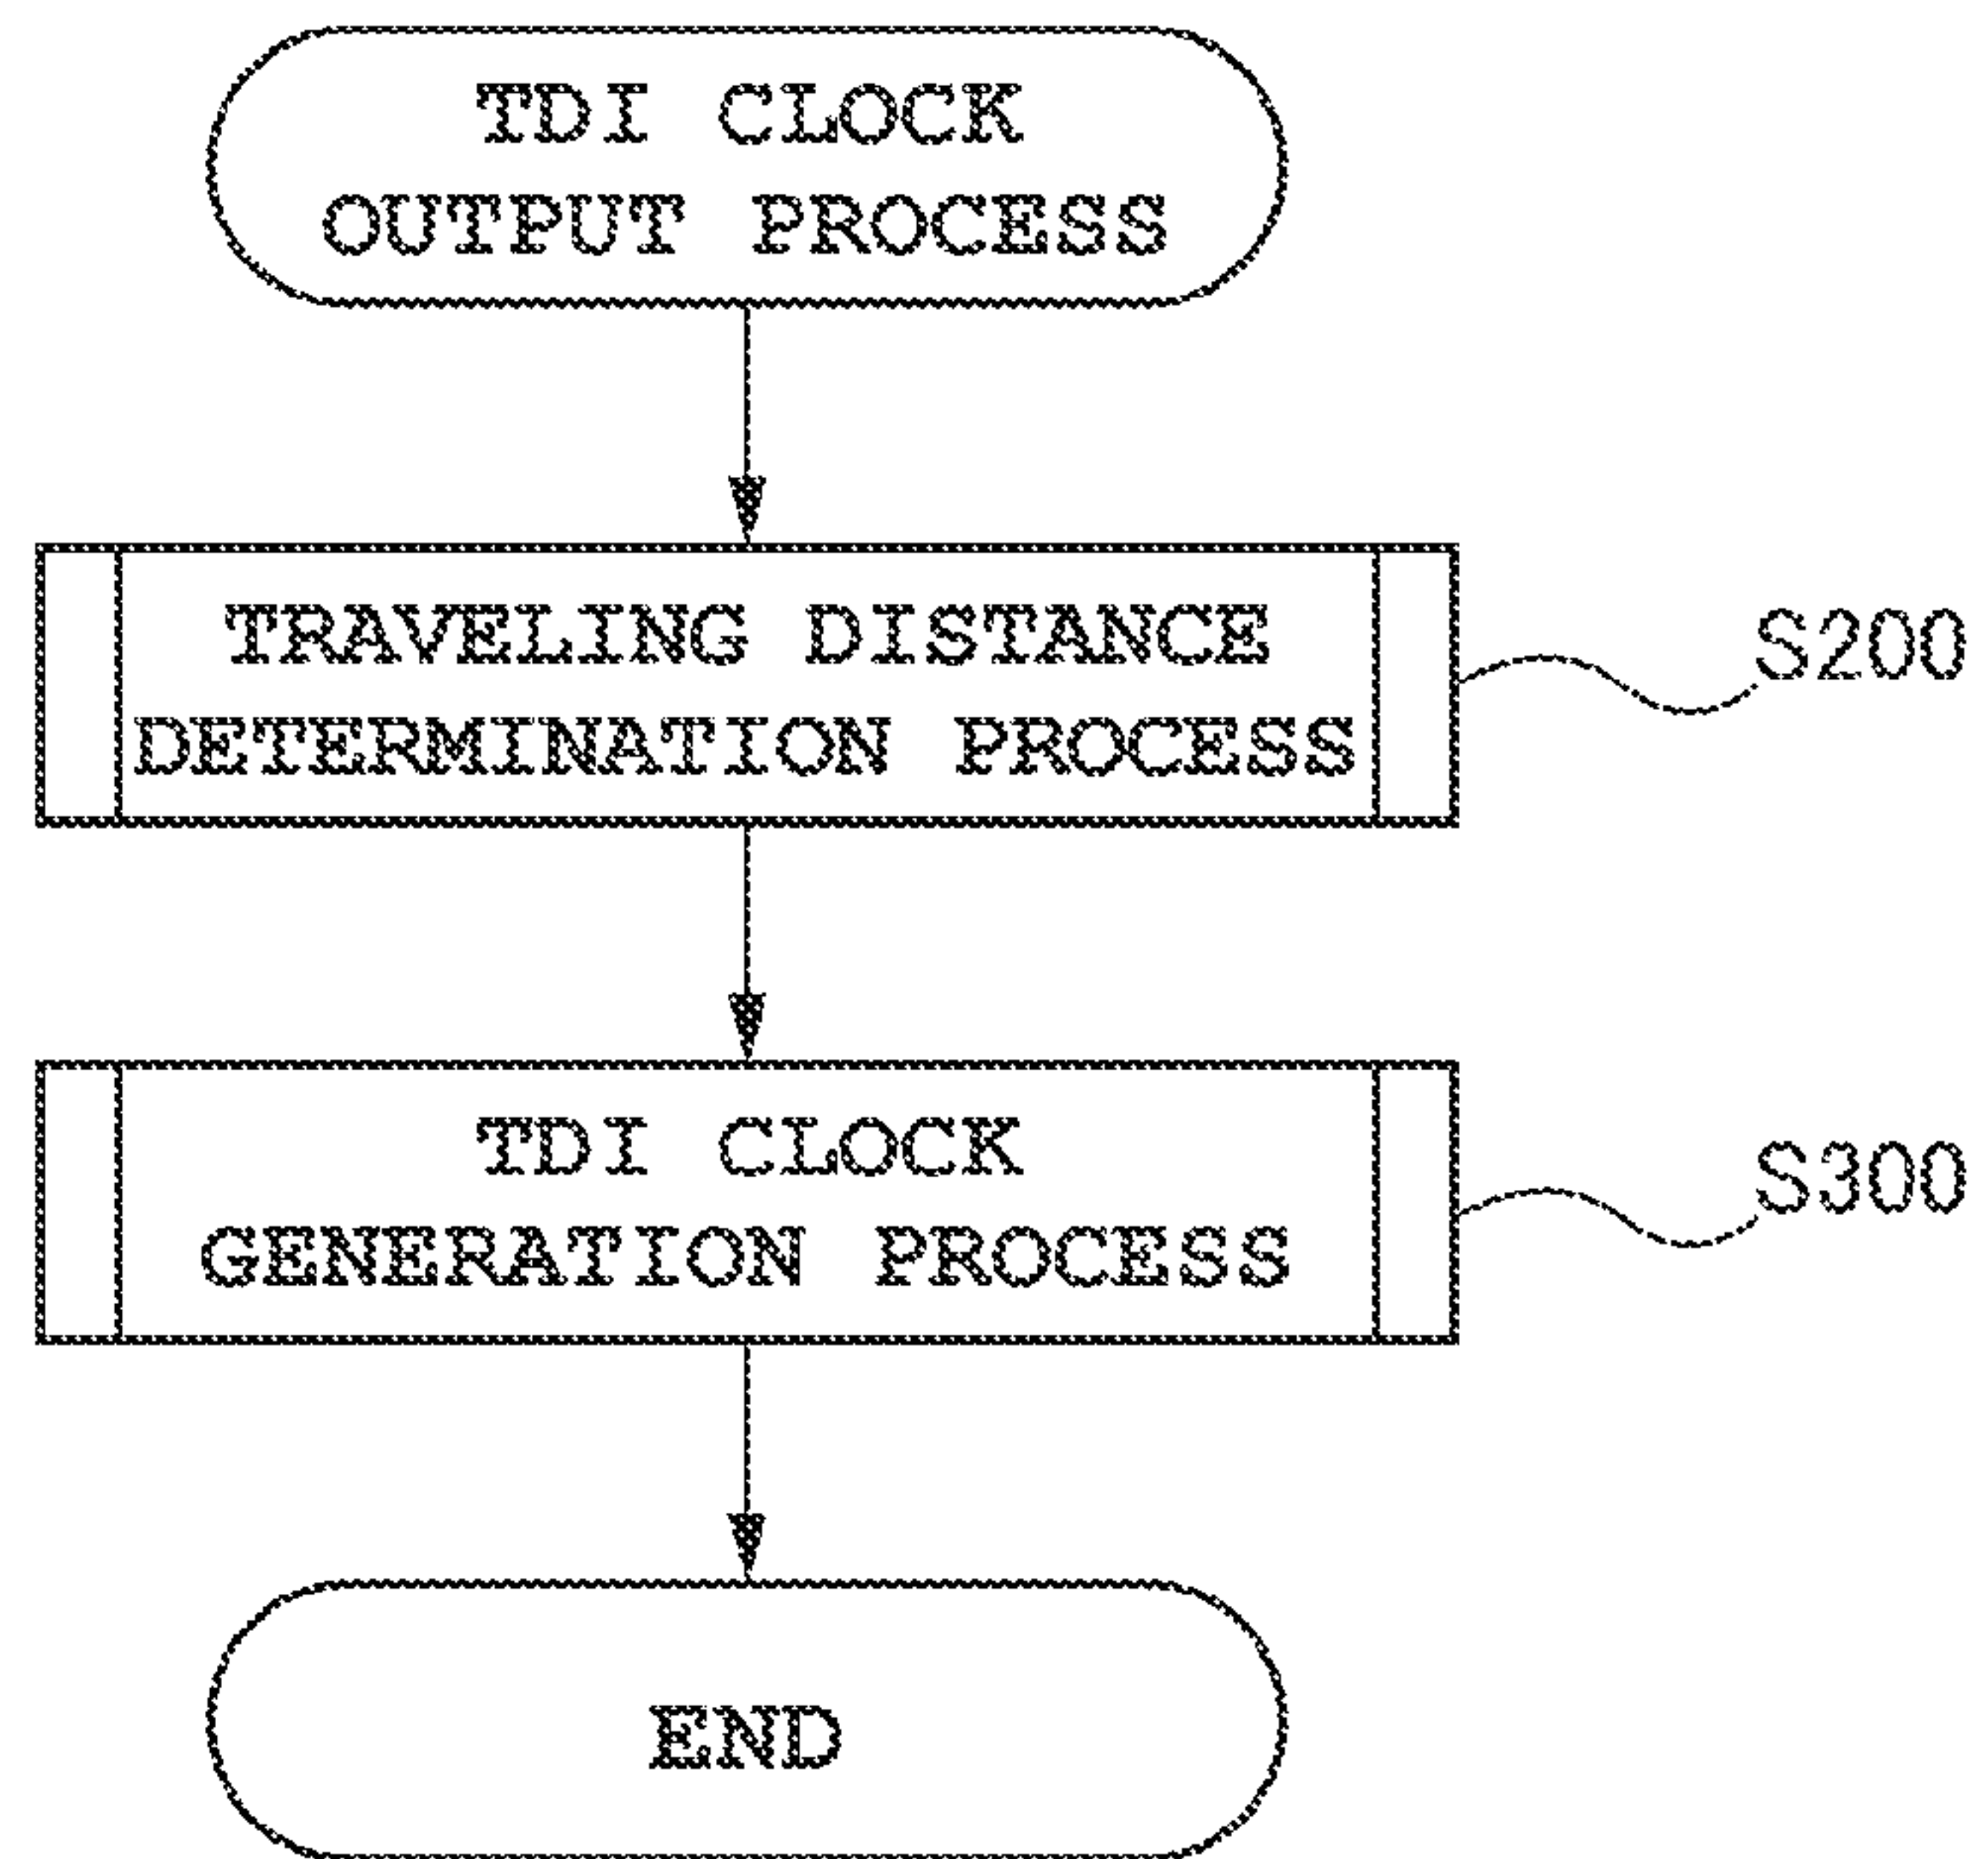 TDI CLOCK
OUTPUT PROCESS
TRAVELING DISTANCE
DETERMINATION PROCESS
S200
TDI CLOCK
GENERATION PROCESS
S300
END